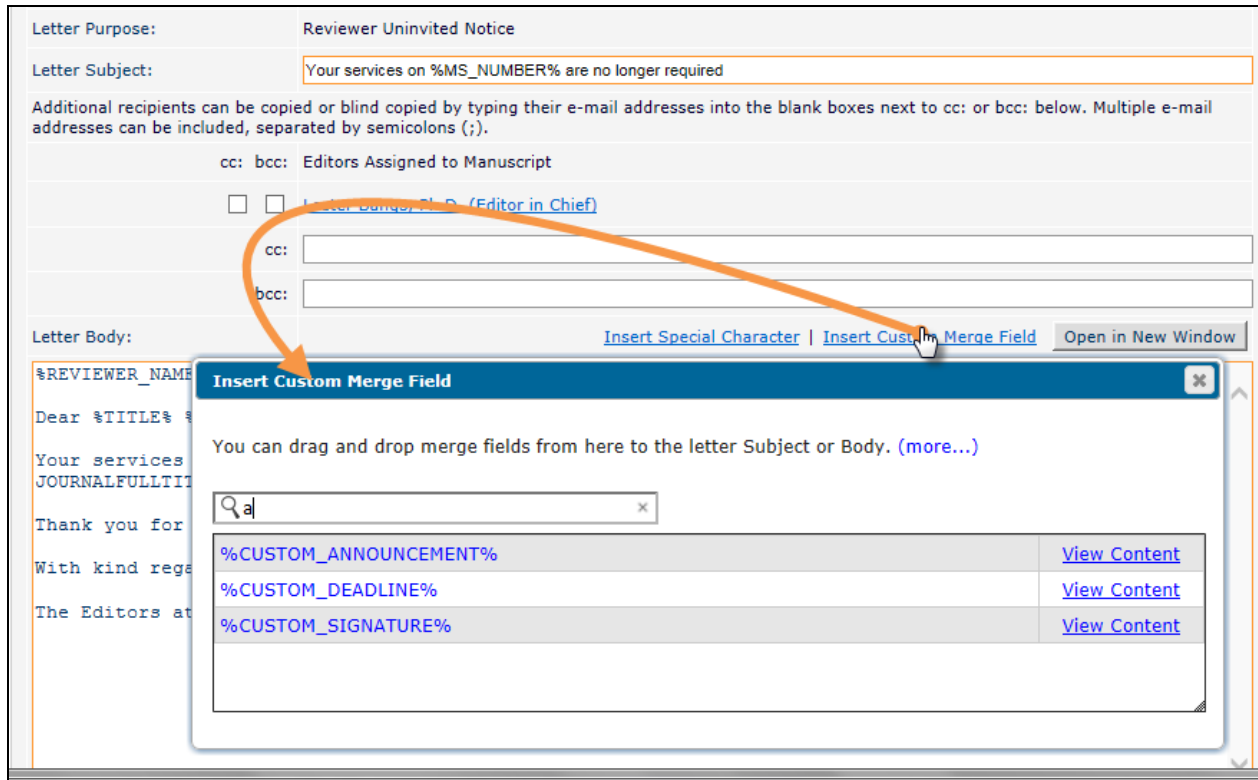 Letter Purpose: Reviewer Uninvited Notice
Letter Subject: Your services on %MS_NUMBER% are no longer required
Additional recipients can be copied or blind copied by typing their e-mail addresses into the blank boxes next to cc: or bcc: below. Multiple e-mail
addresses can be included, separated by semicolons (;).
cc: bcc: Editors Assigned to Manuscript
(Editor in Chief)
cc:
bcc:
Letter Body: Insert Special Character | Insert Custom Merge Field Open in New Window
%REVIEWER_NAME
Insert Custom Merge Field
Dear %TITLE% %
You can drag and drop merge fields from here to the letter Subject or Body. (more...)
Your services
JOURNALFULLTIT
a
Thank you for
%CUSTOM_ANNOUNCEMENT% View Content
With kind rega
%CUSTOM_DEADLINE% View Content
The Editors at
%CUSTOM_SIGNATURE% View Content